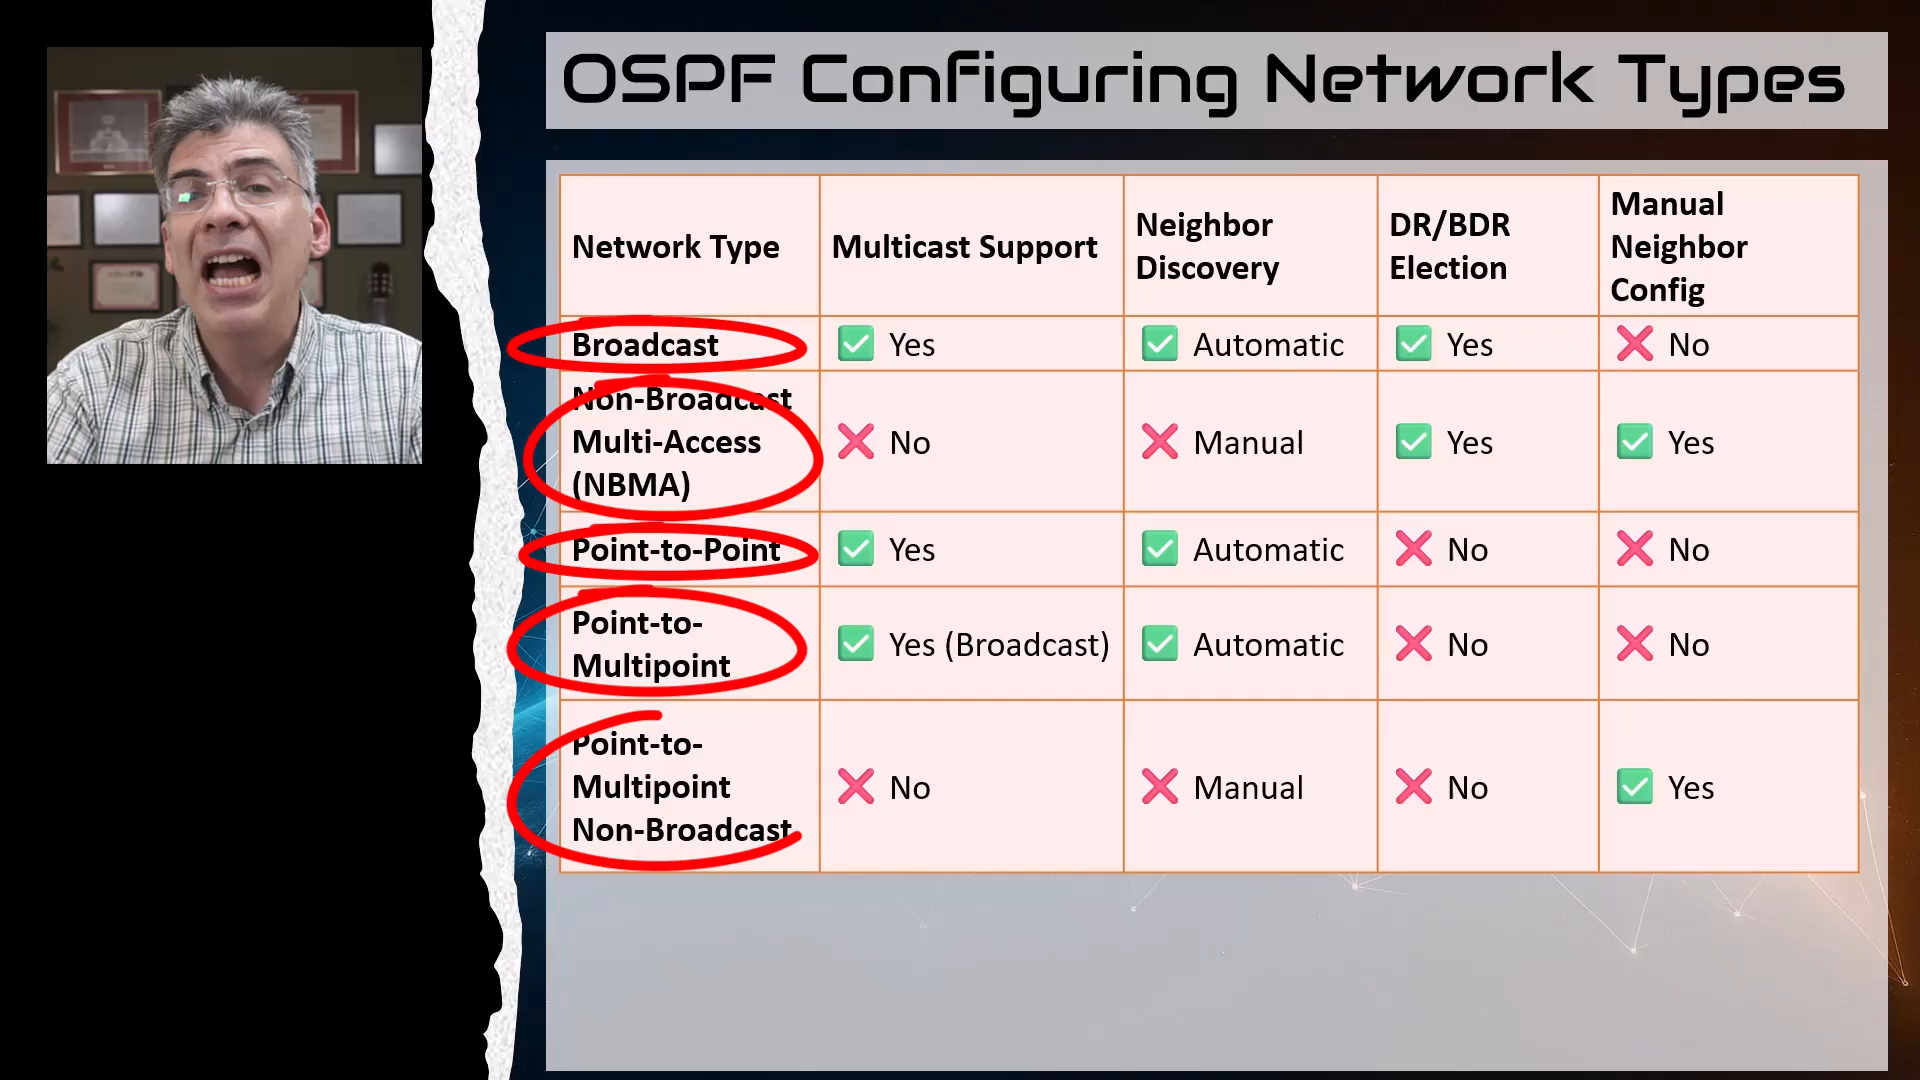 OSPF Configuring Network Types
Network Type
Multicast Support
Neighbor
Discovery
DR/BDR
Election
Manual
Neighbor
Config
Broadcast
Yes
Automatic
Yes
No
Non-Broadcast
Multi-Access
(NBMA)
No
Manual
Yes
Yes
Point-to-Point
Yes
Automatic
No
No
Point-to-
Multipoint
Yes (Broadcast)
Automatic
No
No
Point-to-
Multipoint
Non-Broadcast
No
Manual
No
Yes